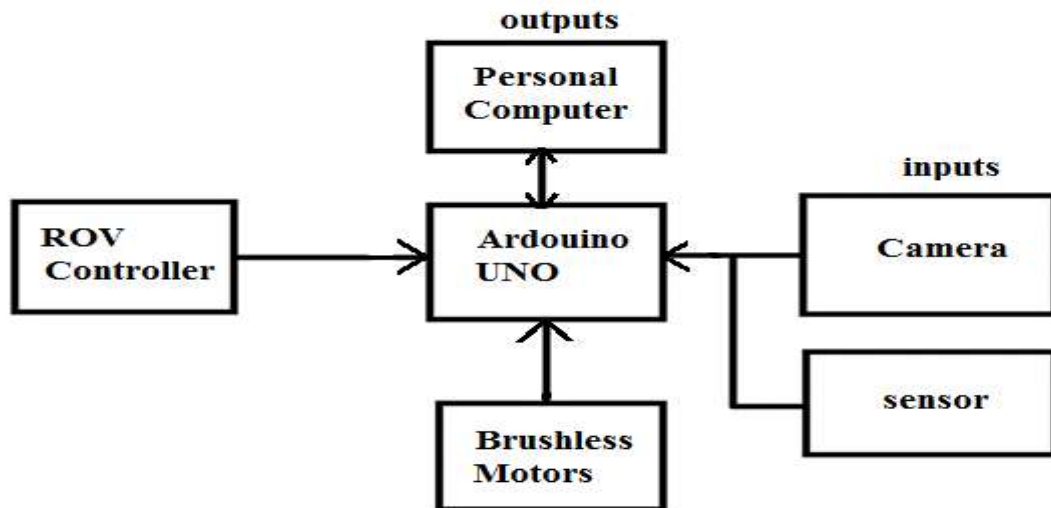 outputs
Personal
Computer
inputs
ROV
Controller
Ardouino
UNO
Camera
sensor
Brushless
Motors